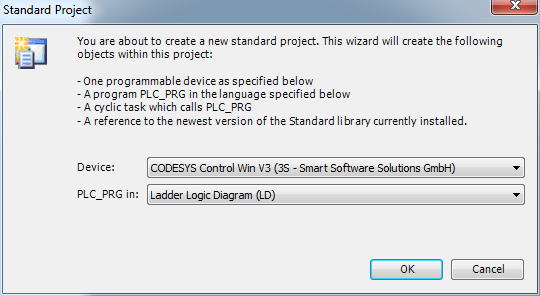 Standard Project
You are about to create a new standard project. This wizard will create the following
objects within this project:
- One programmable device as specified below
- A program PLC_PRG in the language specified below
- A cyclic task which calls PLC_PRG
- A reference to the newest version of the Standard library currently installed.
Device: CODESYS Control Win V3 (3S - Smart Software Solutions GmbH)
PLC_PRG in: Ladder Logic Diagram (LD)
OK Cancel